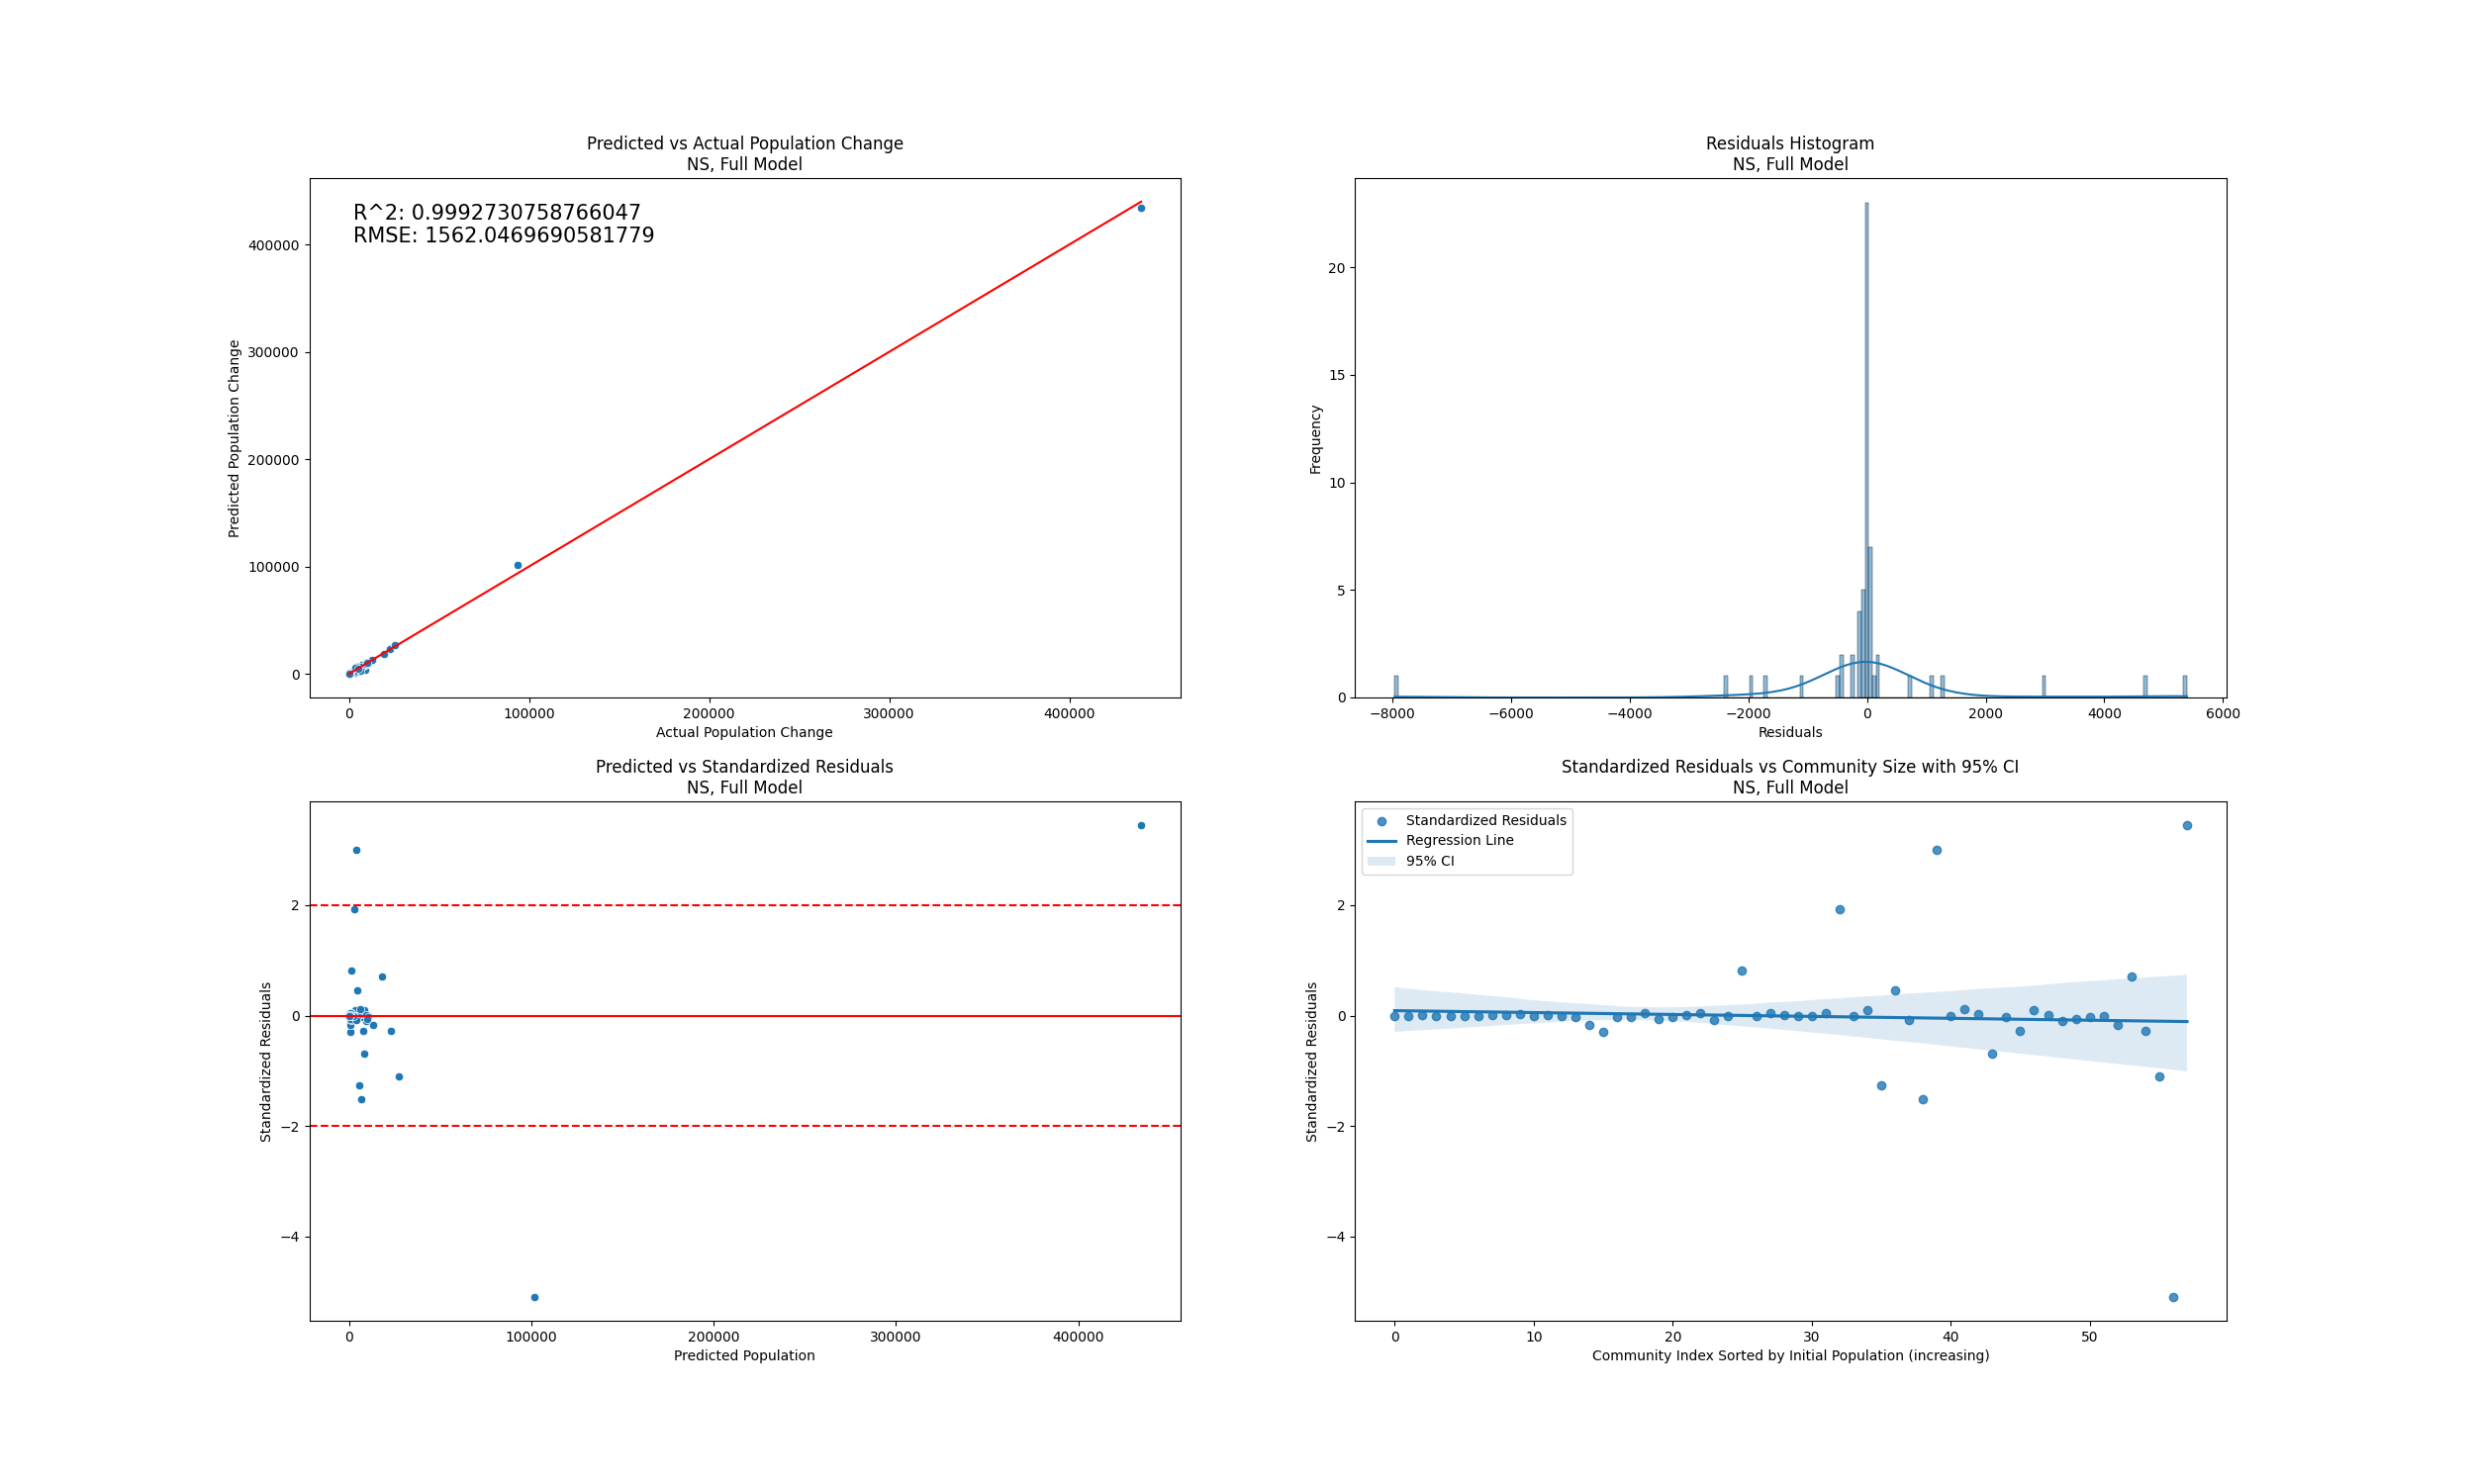 Predicted vs Actual Population Change
NS, Full Model
R^2: 0.9992730758766047
RMSE: 1562.0469690581779
Predicted Population Change
400000
300000
200000
100000
0
0 100000 200000 300000 400000
Actual Population Change
Residuals Histogram
NS, Full Model
Frequency
20
15
10
5
0
−8000 −6000 −4000 −2000 0 2000 4000 6000
Residuals
Predicted vs Standardized Residuals
NS, Full Model
Standardized Residuals
2
0
−2
−4
0 100000 200000 300000 400000
Predicted Population
Standardized Residuals vs Community Size with 95% CI
NS, Full Model
Standardized Residuals
Regression Line
95% CI
Standardized Residuals
2
0
−2
−4
0 10 20 30 40 50
Community Index Sorted by Initial Population (increasing)